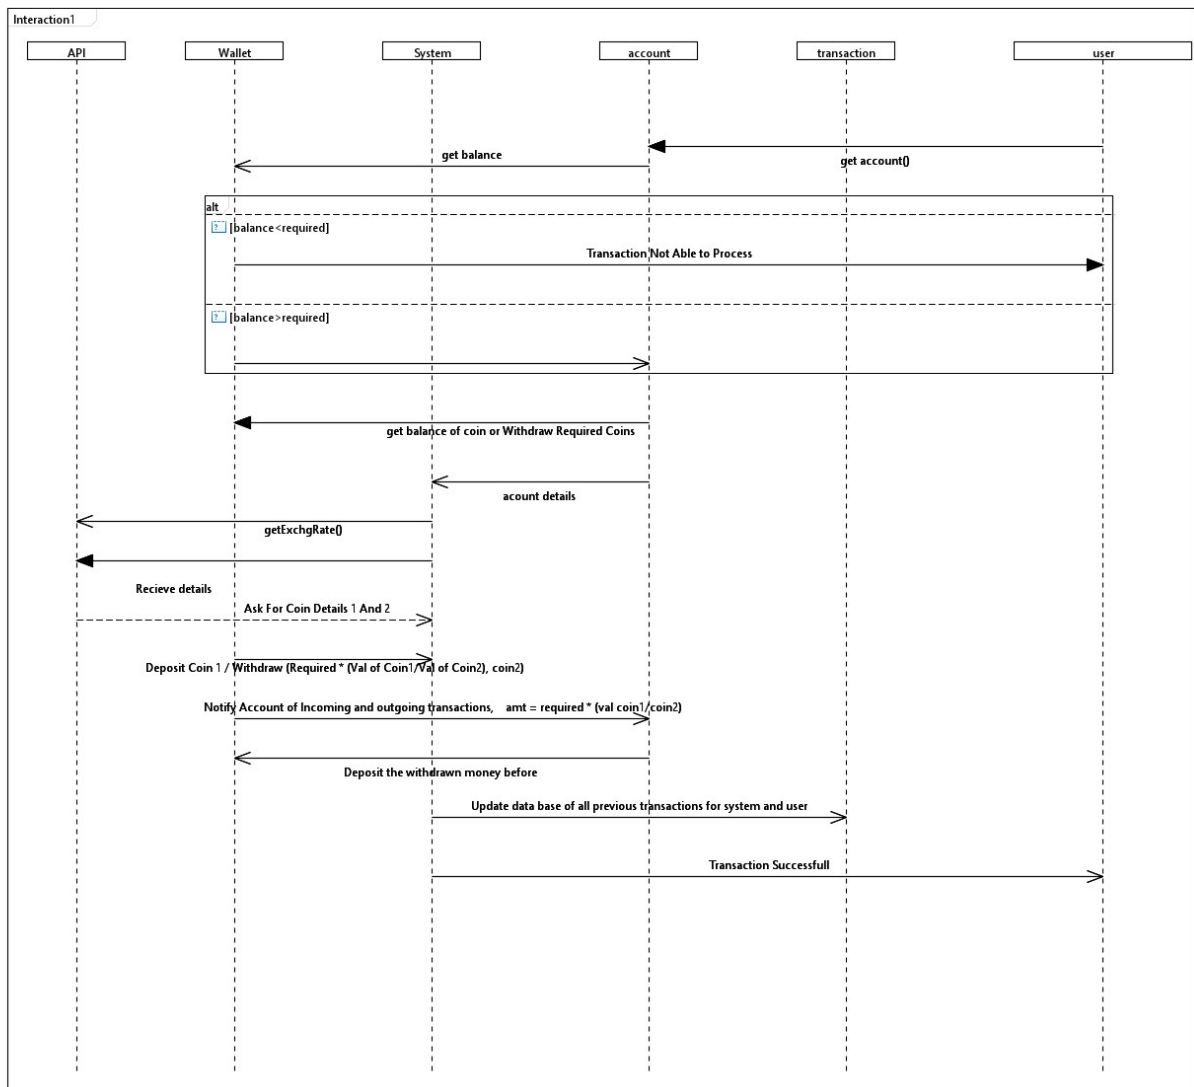 Interaction1
API
Wallet
System
account
transaction
user
get balance
get account()
alt
? [balance<required]
Transaction Not Able to Process
? [balance>required]
get balance of coin or Withdraw Required Coins
acount details
getExchgRate()
Recieve details
Ask For Coin Details 1 And 2
Deposit Coin 1 / Withdraw (Required * (Val of Coin1/Val of Coin2), coin2)
Notify Account of Incoming and outgoing transactions, amt = required * (val coin1/coin2)
Deposit the withdrawn money before
Update data base of all previous transactions for system and user
Transaction Successfull